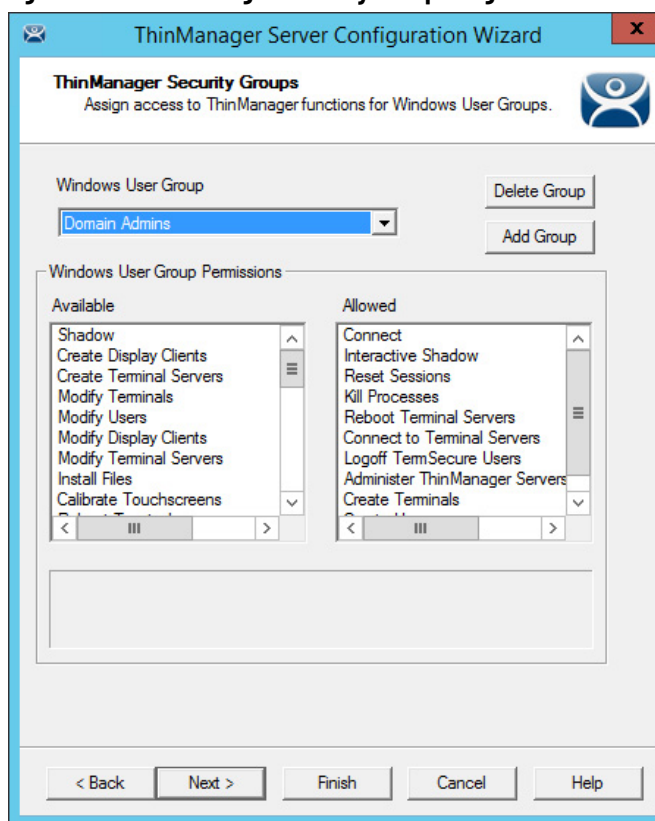 ThinManager Server Configuration Wizard
x
ThinManager Security Groups
Assign access to ThinManager functions for Windows User Groups.
Windows User Group
Delete Group
Domain Admins
Add Group
Windows User Group Permissions
Available
Allowed
Shadow
Create Display Clients
Create Terminal Servers
Modify Terminals
Modify Users
Modify Display Clients
Modify Terminal Servers
Install Files
Calibrate Touchscreens
Connect
Interactive Shadow
Reset Sessions
Kill Processes
Reboot Terminal Servers
Connect to Terminal Servers
Logoff TermSecure Users
Administer ThinManager Servers
Create Terminals
< Back
Next >
Finish
Cancel
Help